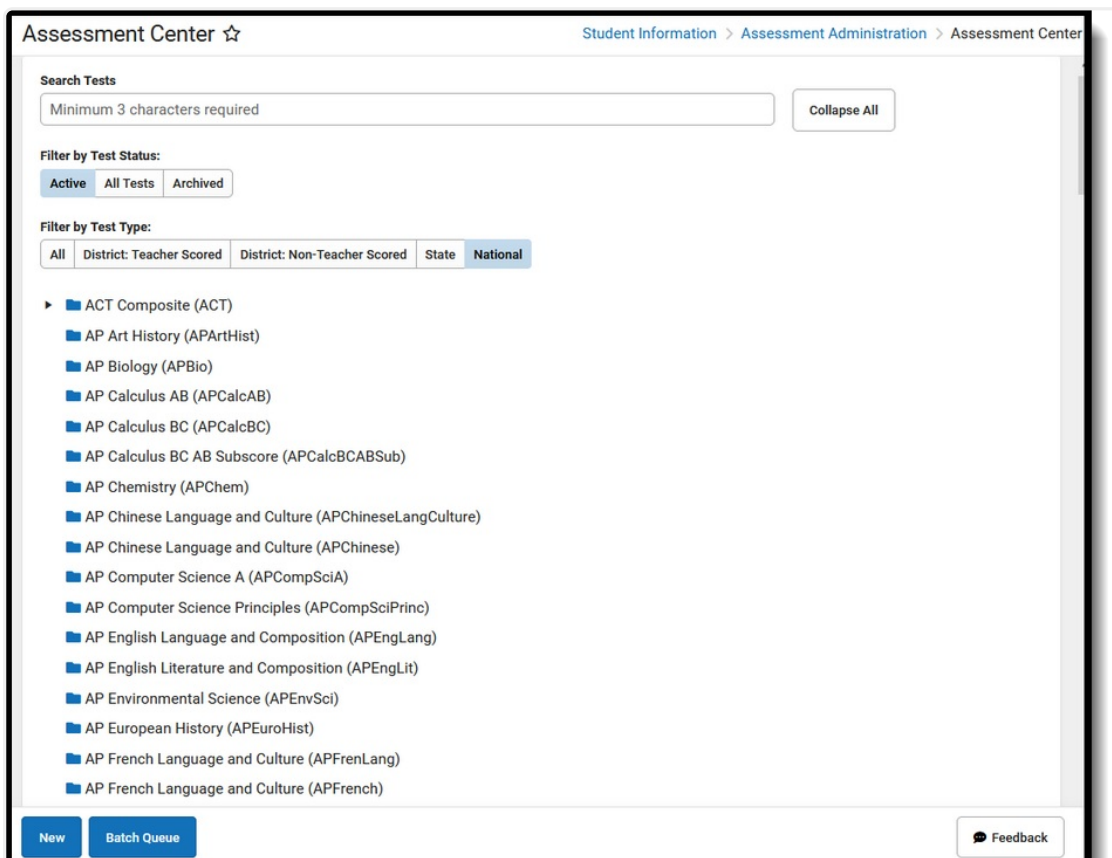 Assessment Center
Student Information > Assessment Administration > Assessment Center
Search Tests
Minimum 3 characters required
Collapse All
Filter by Test Status:
Active All Tests Archived
Filter by Test Type:
All District: Teacher Scored District: Non-Teacher Scored State National
ACT Composite (ACT)
AP Art History (APArtHist)
AP Biology (APBio)
AP Calculus AB (APCalcAB)
AP Calculus BC (APCalcBC)
AP Calculus BC AB Subscore (APCalcBCABSub)
AP Chemistry (APChem)
AP Chinese Language and Culture (APChineseLangCulture)
AP Chinese Language and Culture (APChinese)
AP Computer Science A (APCompSciA)
AP Computer Science Principles (APCompSciPrinc)
AP English Language and Composition (APEngLang)
AP English Literature and Composition (APEngLit)
AP Environmental Science (APEnvSci)
AP European History (APEuroHist)
AP French Language and Culture (APFrenLang)
AP French Language and Culture (APFrench)
New Batch Queue Feedback